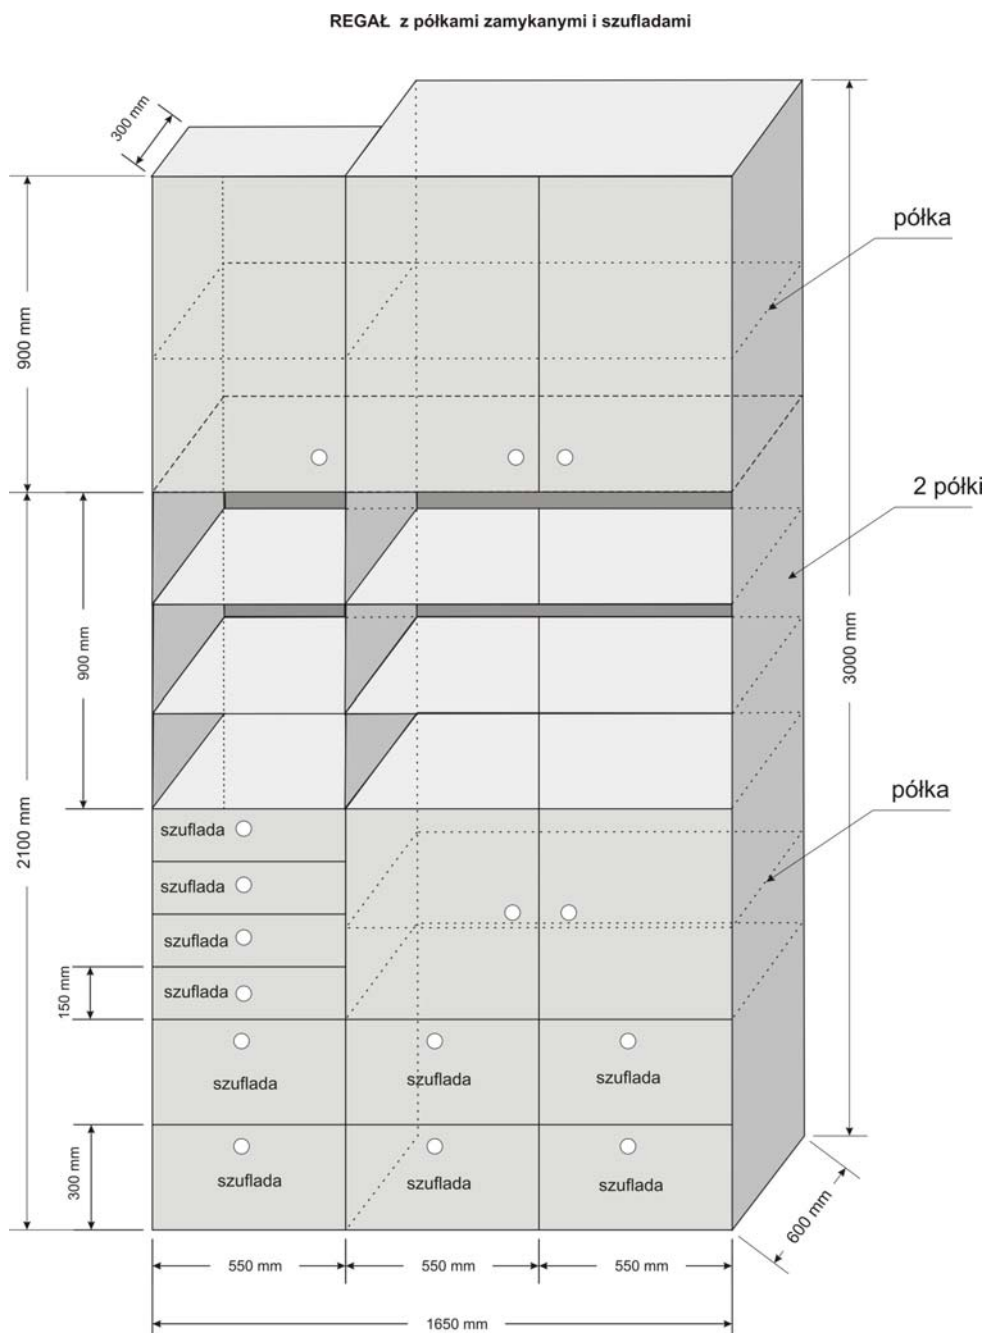 REGAŁ z półkami zamykanymi i szufladami
300 mm
półka
900 mm
2 półki
3000 mm
900 mm
półka
2100 mm
szuflada
szuflada
szuflada
szuflada
150 mm
szuflada
szuflada
szuflada
300 mm
szuflada
szuflada
szuflada
600 mm
550 mm
550 mm
550 mm
1650 mm